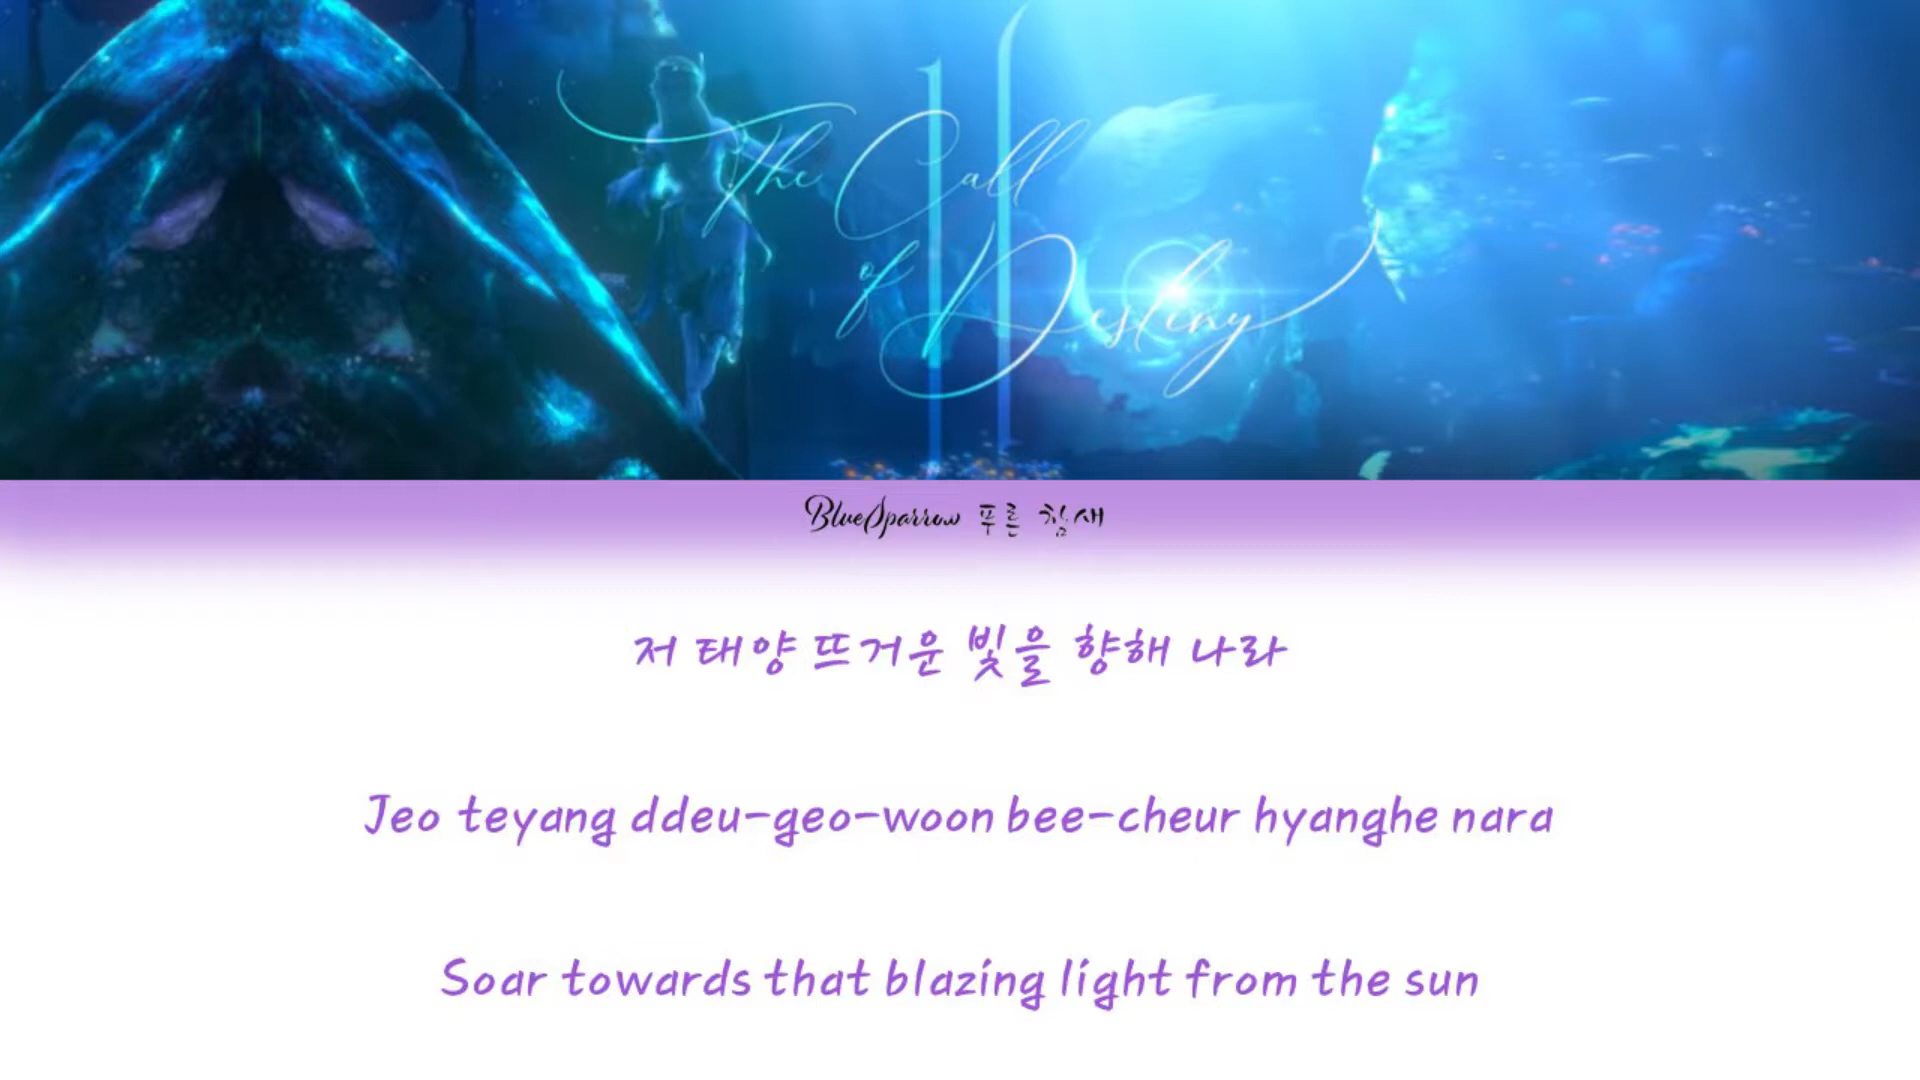 The Call
of Destiny
BlueSparrow 푸른 참새
저 태양 뜨거운 빛을 향해 나라
Jeo teyang ddeu-geo-woon bee-cheur hyanghe nara
Soar towards that blazing light from the sun